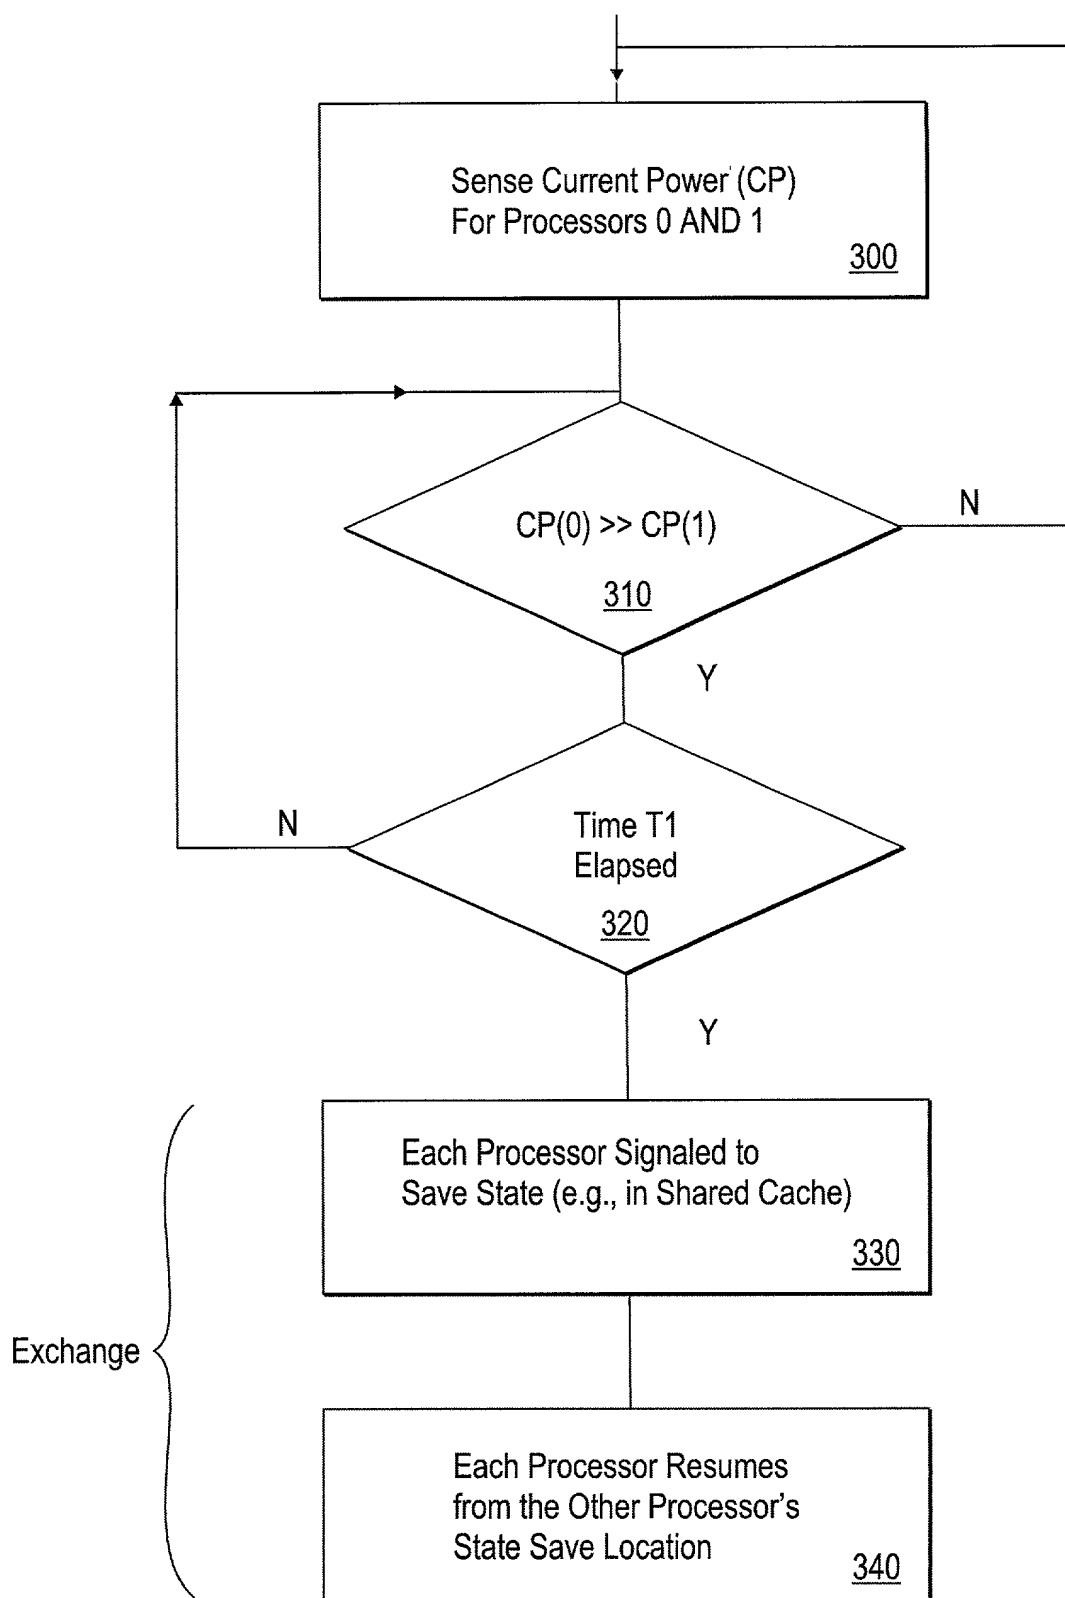 Sense Current Power (CP)
For Processors 0 AND 1
300
CP(0) >> CP(1)
N
310
Y
Time T1
Elapsed
N
320
Y
Each Processor Signaled to
Save State (e.g., in Shared Cache)
330
Exchange
Each Processor Resumes
from the Other Processor's
State Save Location
340